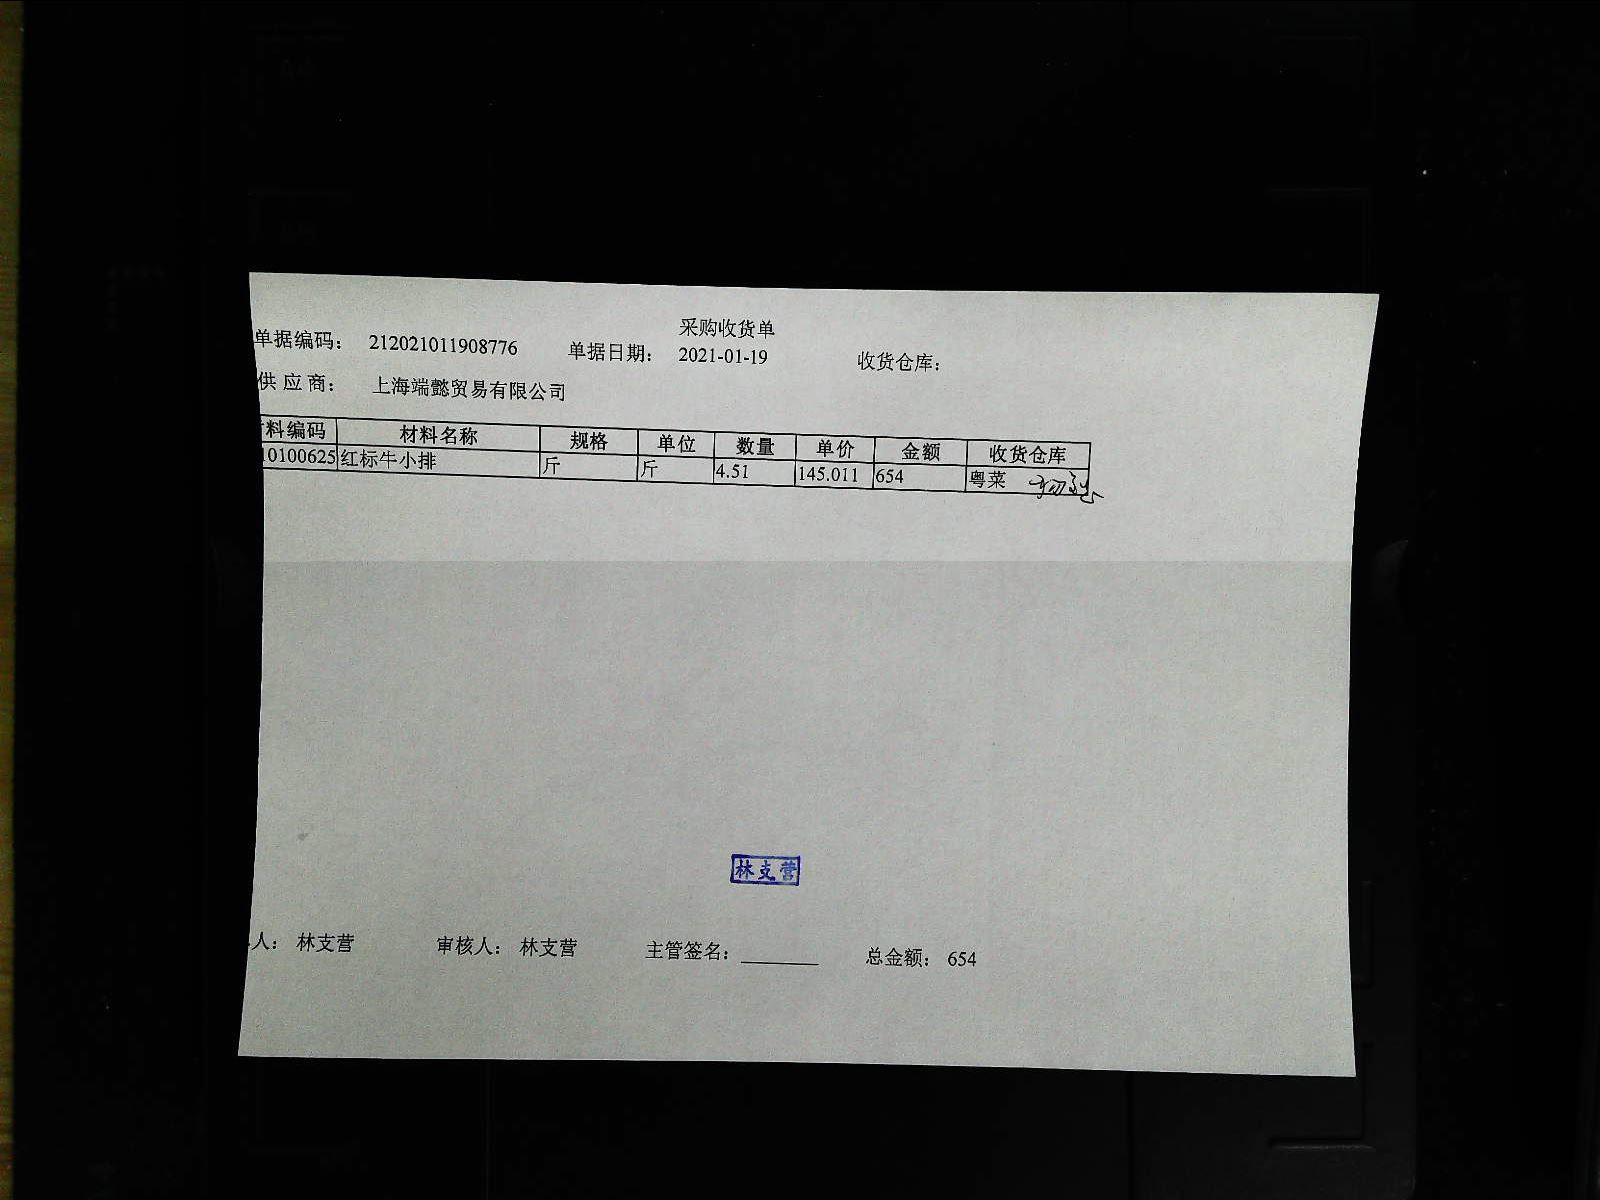 采购收货单
单据编码： 212021011908776 单据日期： 2021-01-19 收货仓库：
供 应 商： 上海端懿贸易有限公司
料编码 材料名称 规格 单位 数量 单价 金额 收货仓库
10100625 红标牛小排 斤 斤 4.51 145.011 654 粤菜
林支营
人： 林支营 审核人： 林支营 主管签名： 总金额： 654